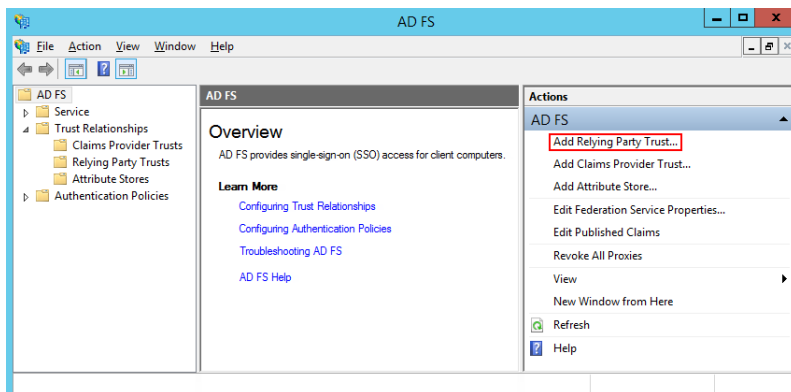 AD FS
File Action View Window Help
AD FS
Service
Trust Relationships
Claims Provider Trusts
Relying Party Trusts
Attribute Stores
Authentication Policies
AD FS
Overview
AD FS provides single-sign-on (SSO) access for client computers.
Learn More
Configuring Trust Relationships
Configuring Authentication Policies
Troubleshooting AD FS
AD FS Help
Actions
AD FS
Add Relying Party Trust...
Add Claims Provider Trust...
Add Attribute Store...
Edit Federation Service Properties...
Edit Published Claims
Revoke All Proxies
View
New Window from Here
Refresh
Help